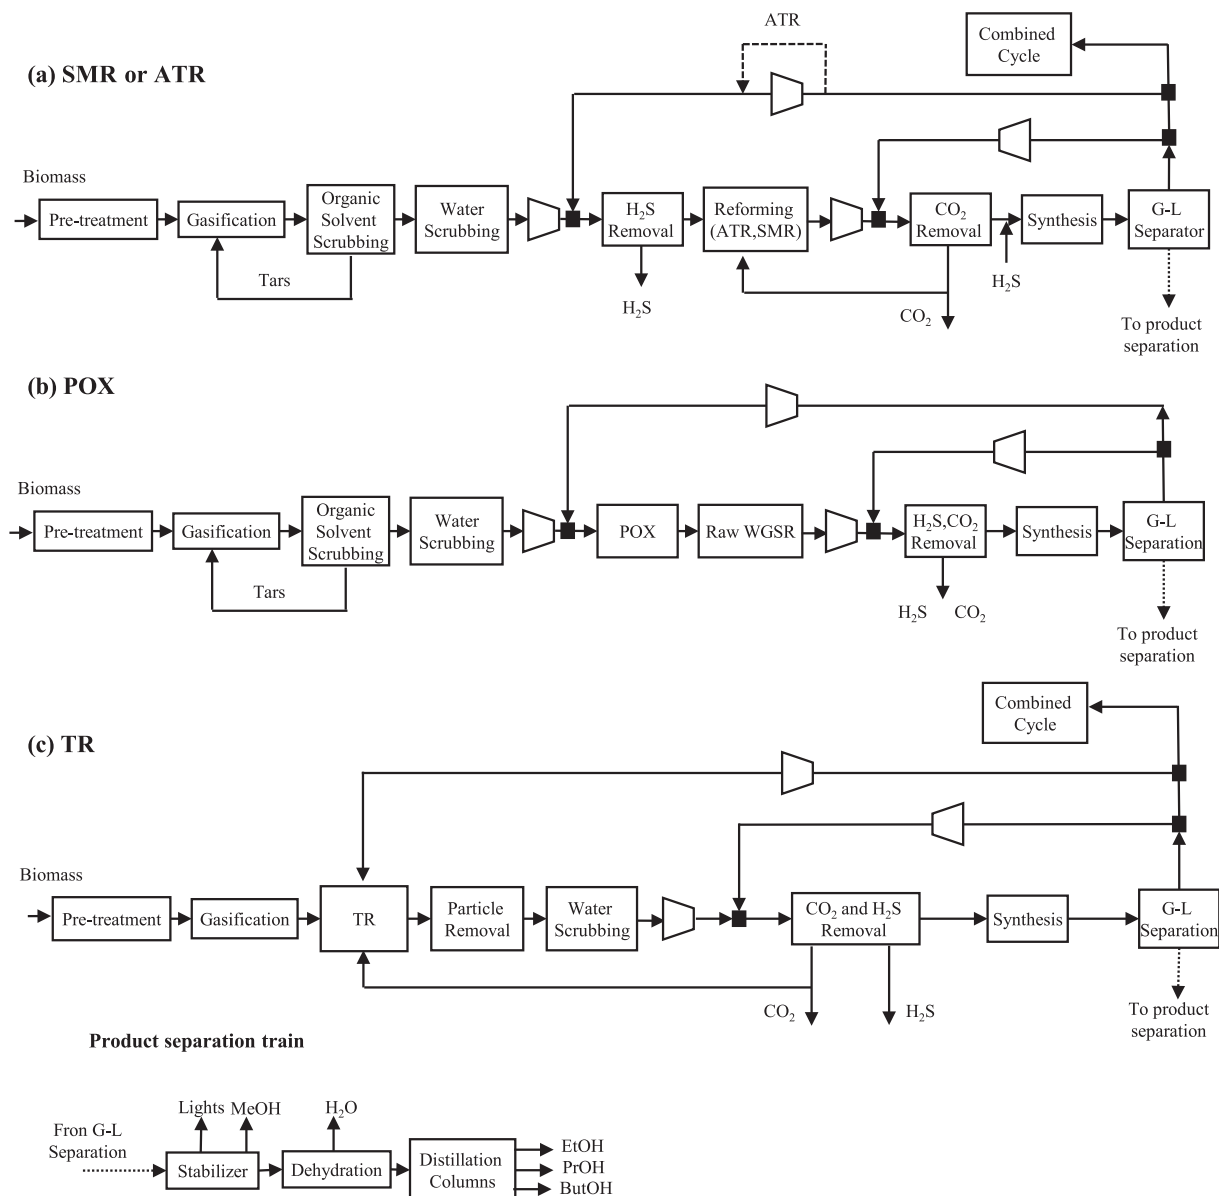 ATR
Combined
Cycle
(a) SMR or ATR
Biomass
Pre-treatment
Gasification
Organic
Solvent
Scrubbing
Water
Scrubbing
H₂S
Removal
Reforming
(ATR,SMR)
CO₂
Removal
Synthesis
G-L
Separator
Tars
H₂S
CO₂
H₂S
To product
separation
(b) POX
Biomass
Pre-treatment
Gasification
Organic
Solvent
Scrubbing
Water
Scrubbing
POX
Raw WGSR
H₂S,CO₂
Removal
Synthesis
G-L
Separation
Tars
H₂S
CO₂
To product
separation
Combined
Cycle
(c) TR
Biomass
Pre-treatment
Gasification
TR
Particle
Removal
Water
Scrubbing
CO₂ and H₂S
Removal
Synthesis
G-L
Separation
CO₂
H₂S
To product
separation
Product separation train
Fron G-L
Separation
Lights
MeOH
H₂O
Stabilizer
Dehydration
Distillation
Columns
EtOH
PrOH
ButOH